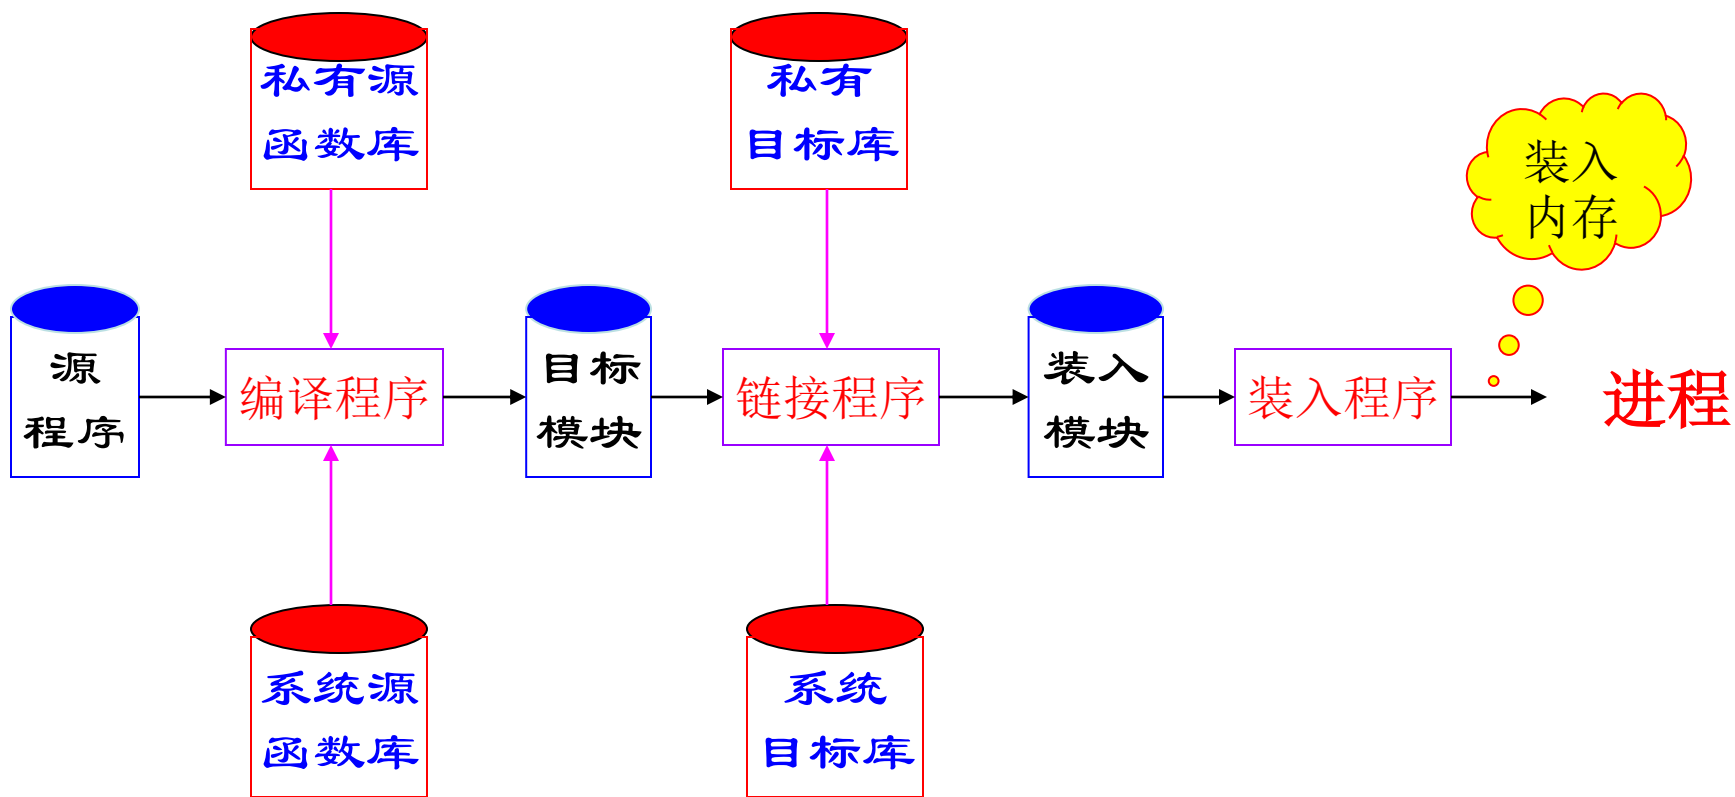 私有源
函数库
私有
目标库
装入
内存
源
程序
编译程序
目标
模块
链接程序
装入
模块
装入程序
进程
系统源
函数库
系统
目标库